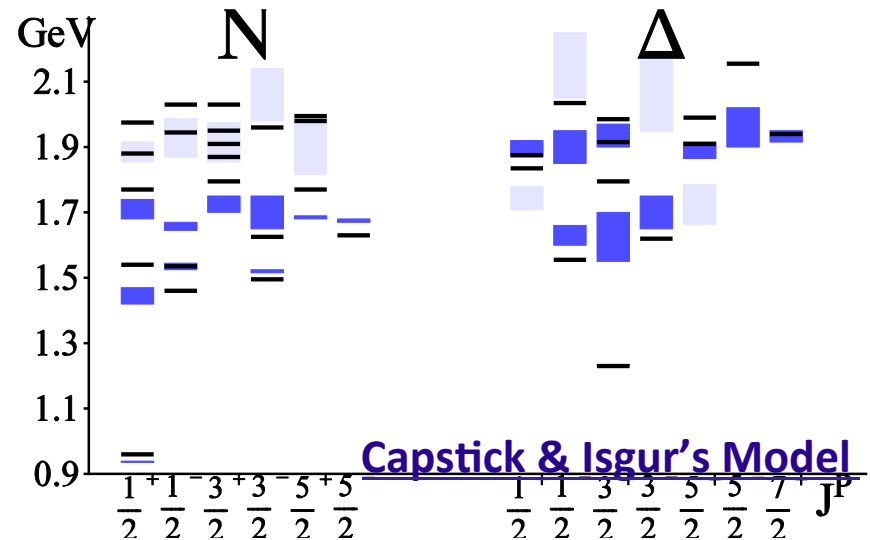 GeV N Δ
2.1
1.9
1.7
1.5
1.3
1.1
0.9
Capstick & Isgur's Model
1/2+ 1/2− 3/2+ 3/2− 5/2+ 5/2 1/2+ 1/2− 3/2+ 3/2− 5/2+ 5/2− 7/2+ J^P